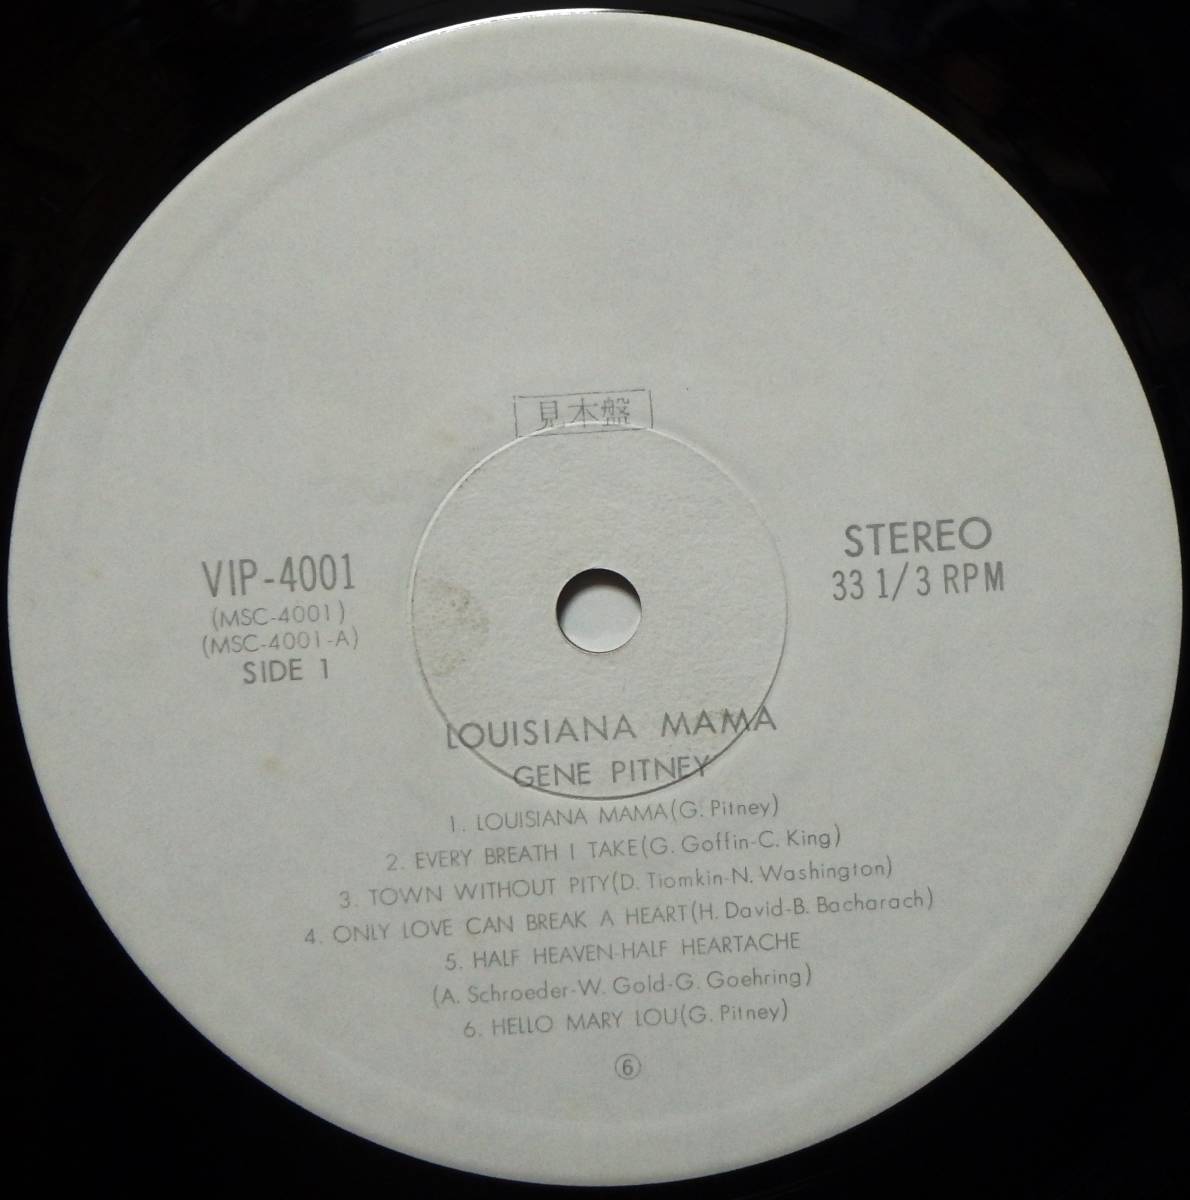 見本盤
STEREO
33 1/3 RPM
VIP-4001
(MSC-4001)
(MSC-4001-A)
SIDE 1
LOUISIANA MAMA
GENE PITNEY
1. LOUISIANA MAMA(G. Pitney)
2. EVERY BREATH I TAKE(G. Goffin-C. King)
3. TOWN WITHOUT PITY(D. Tiomkin-N. Washington)
4. ONLY LOVE CAN BREAK A HEART(H. David-B. Bacharach)
5. HALF HEAVEN-HALF HEARTACHE
(A. Schroeder-W. Gold-G. Goehring)
6. HELLO MARY LOU(G. Pitney)
⑥